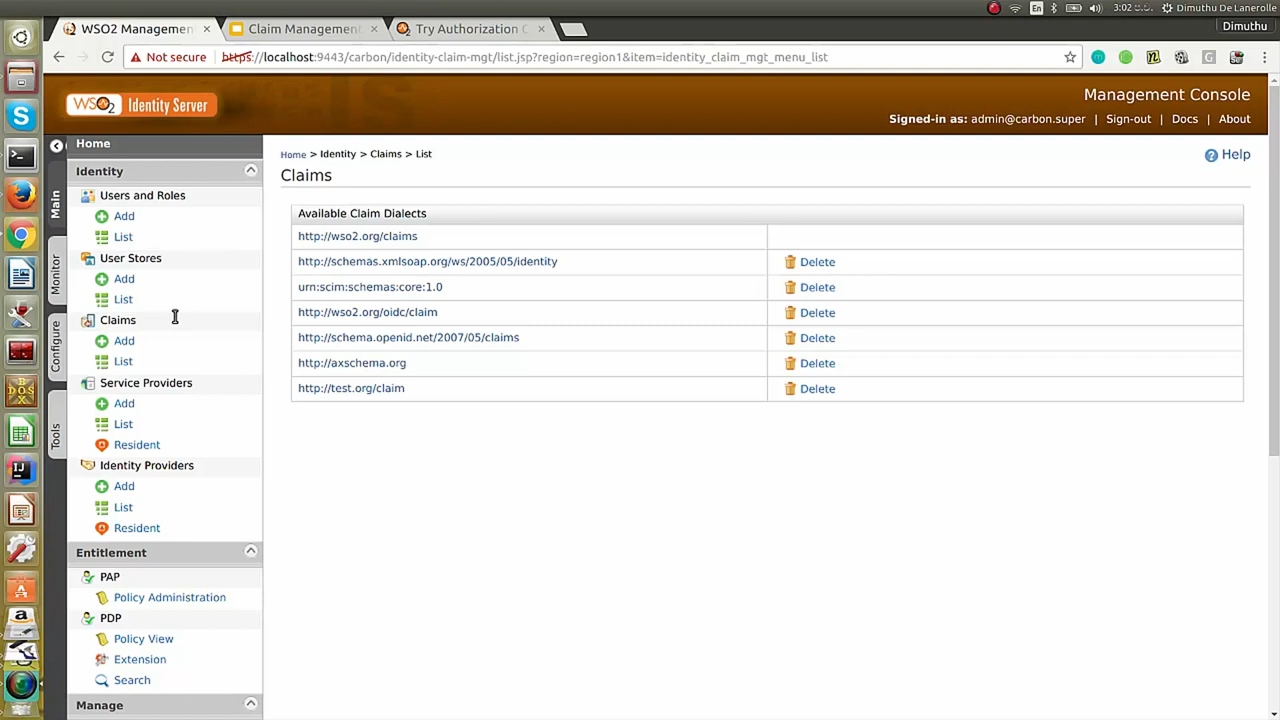 En
3:02
Dimuthu De Lanerolle
WSO2 Managemen
Claim Management
Try Authorization C
Dimuthu
Not secure
https://localhost:9443/carbon/identity-claim-mgt/list.jsp?region=region1&item=identity_claim_mgt_menu_list
WSO2 Identity Server
Management Console
Signed-in as: admin@carbon.super | Sign-out | Docs | About
Main
Monitor
Configure
Tools
Home
Identity
Users and Roles
Add
List
User Stores
Add
List
Claims
Add
List
Service Providers
Add
List
Resident
Identity Providers
Add
List
Resident
Entitlement
PAP
Policy Administration
PDP
Policy View
Extension
Search
Manage
Home > Identity > Claims > List
Help
Claims
Available Claim Dialects
http://wso2.org/claims
http://schemas.xmlsoap.org/ws/2005/05/identity Delete
urn:scim:schemas:core:1.0 Delete
http://wso2.org/oidc/claim Delete
http://schema.openid.net/2007/05/claims Delete
http://axschema.org Delete
http://test.org/claim Delete